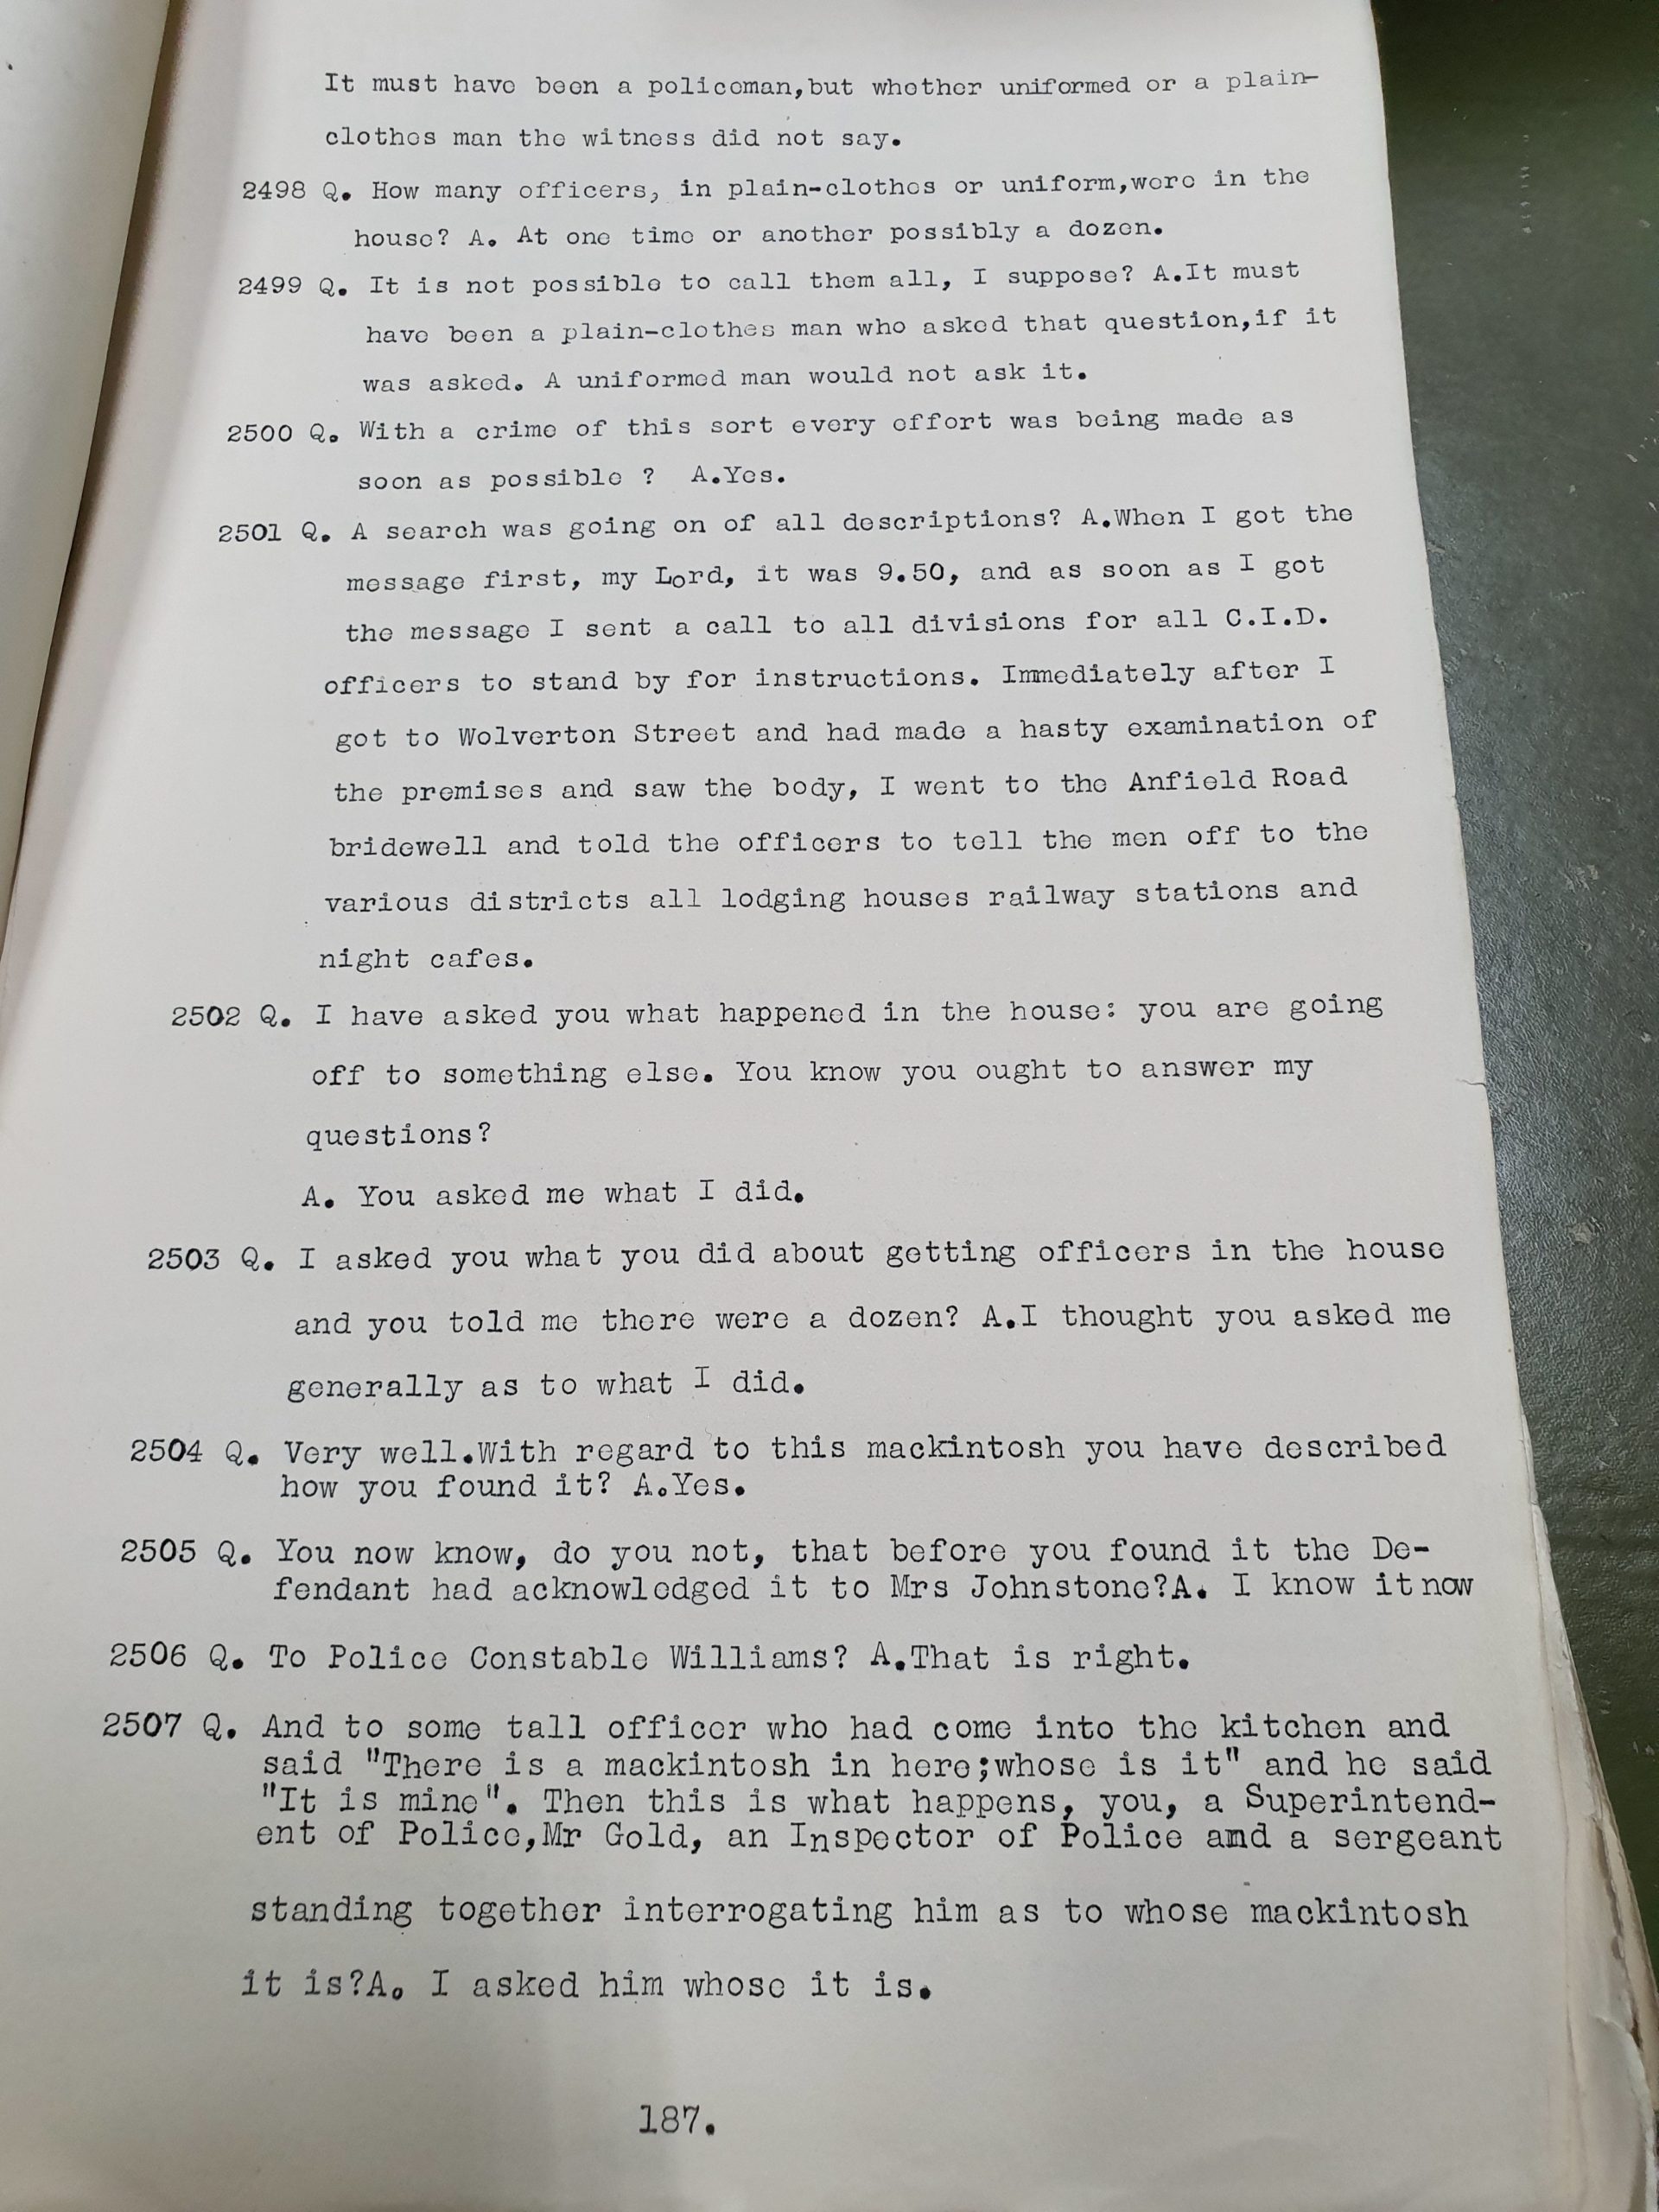 It must have been a policeman,but whether uniformed or a plain-
clothes man the witness did not say.
2498 Q. How many officers, in plain-clothes or uniform,were in the
house? A. At one time or another possibly a dozen.
2499 Q. It is not possible to call them all, I suppose? A.It must
have been a plain-clothes man who asked that question,if it
was asked. A uniformed man would not ask it.
2500 Q. With a crime of this sort every effort was being made as
soon as possible ? A.Yes.
2501 Q. A search was going on of all descriptions? A.When I got the
message first, my Lord, it was 9.50, and as soon as I got
the message I sent a call to all divisions for all C.I.D.
officers to stand by for instructions. Immediately after I
got to Wolverton Street and had made a hasty examination of
the premises and saw the body, I went to the Anfield Road
bridewell and told the officers to tell the men off to the
various districts all lodging houses railway stations and
night cafes.
2502 Q. I have asked you what happened in the house: you are going
off to something else. You know you ought to answer my
questions?
A. You asked me what I did.
2503 Q. I asked you what you did about getting officers in the house
and you told me there were a dozen? A.I thought you asked me
generally as to what I did.
2504 Q. Very well.With regard to this mackintosh you have described
how you found it? A.Yes.
2505 Q. You now know, do you not, that before you found it the De-
fendant had acknowledged it to Mrs Johnstone?A. I know it now
2506 Q. To Police Constable Williams? A.That is right.
2507 Q. And to some tall officer who had come into the kitchen and
said "There is a mackintosh in here;whose is it" and he said
"It is mine". Then this is what happens, you, a Superintend-
ent of Police,Mr Gold, an Inspector of Police and a sergeant
standing together interrogating him as to whose mackintosh
it is?A. I asked him whose it is.
187.